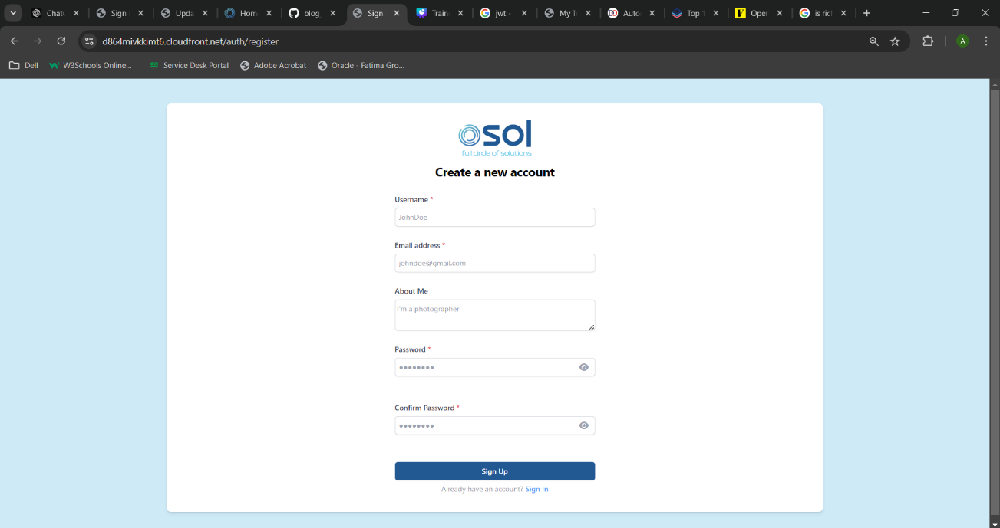 Chat
Sign
Upda
Hom
blog
Sign
Train
jwt -
My T
Auto
Top
Oper
is ric
d864mivkkimt6.cloudfront.net/auth/register
A
Dell
W3Schools Online...
Service Desk Portal
Adobe Acrobat
Oracle - Fatima Gro...
sol
full circle of solutions
Create a new account
Username *
JohnDoe
Email address *
johndoe@gmail.com
About Me
I'm a photographer
Password *
Confirm Password *
Sign Up
Already have an account? Sign In